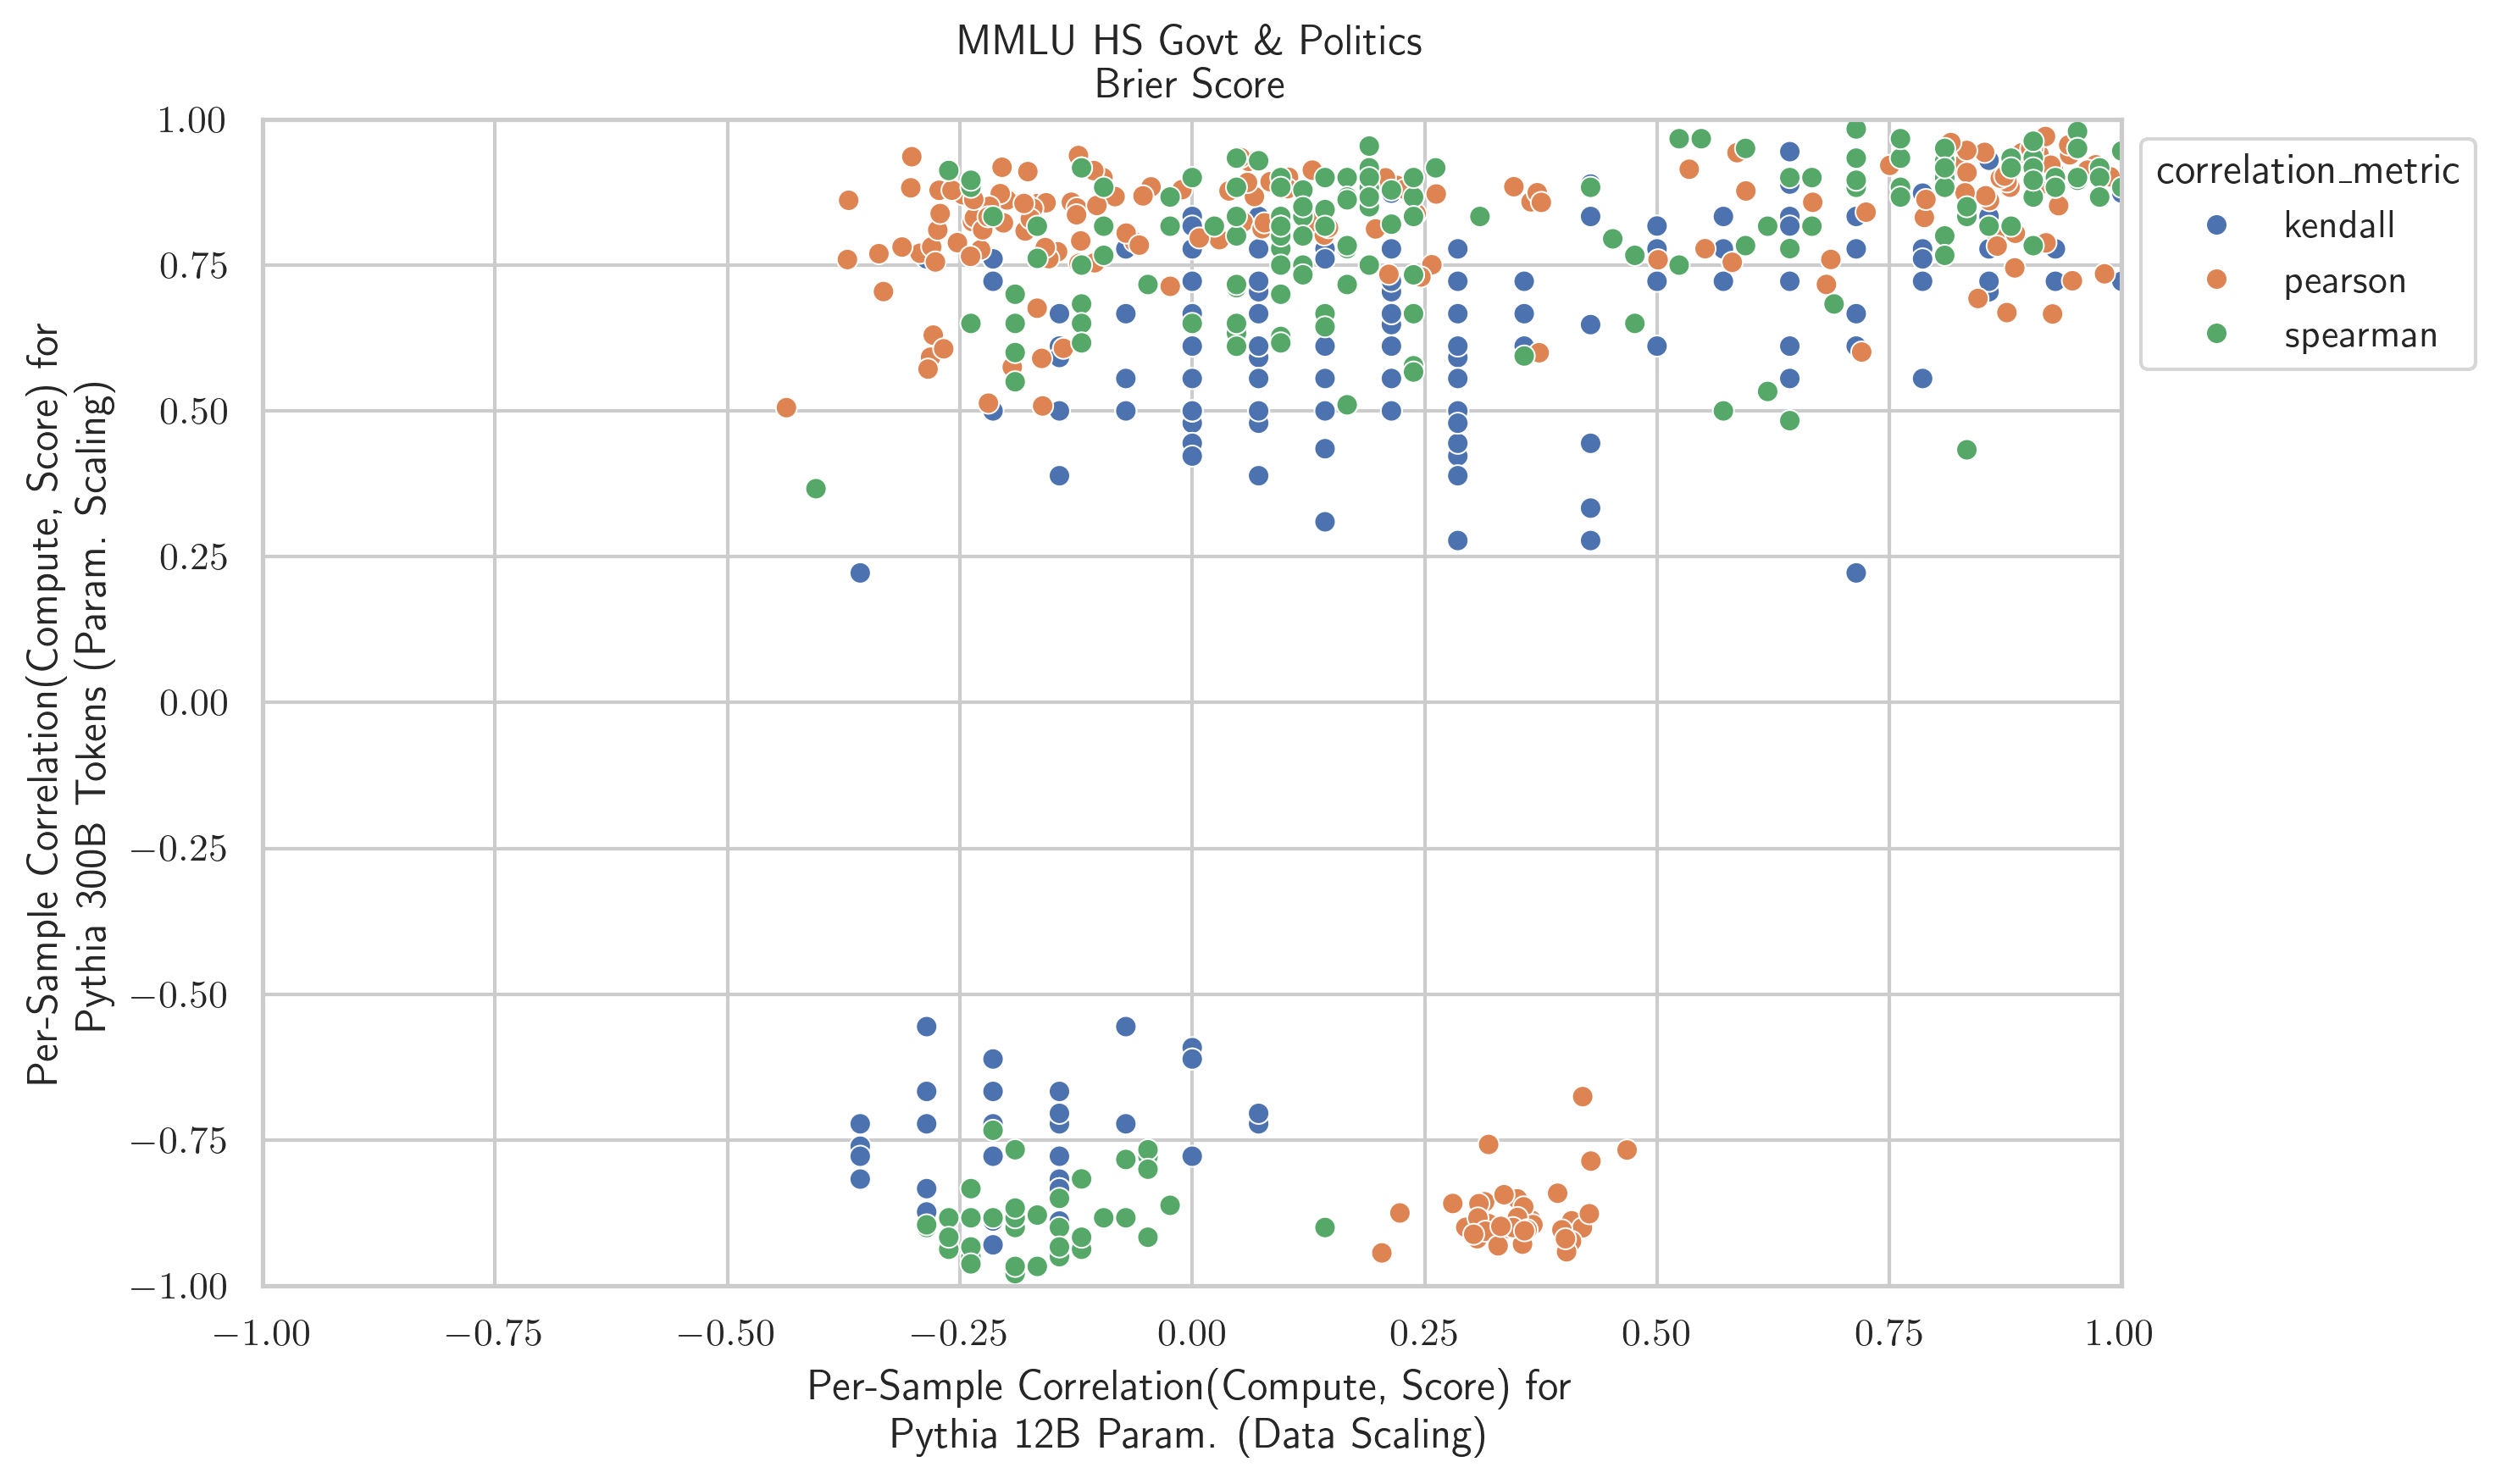 MMLU HS Govt & Politics
Brier Score
1.00
0.75
0.50
0.25
0.00
−0.25
−0.50
−0.75
−1.00
Per-Sample Correlation(Compute, Score) for
Pythia 300B Tokens (Param. Scaling)
−1.00 −0.75 −0.50 −0.25 0.00 0.25 0.50 0.75 1.00
Per-Sample Correlation(Compute, Score) for
Pythia 12B Param. (Data Scaling)
correlation_metric
kendall
pearson
spearman